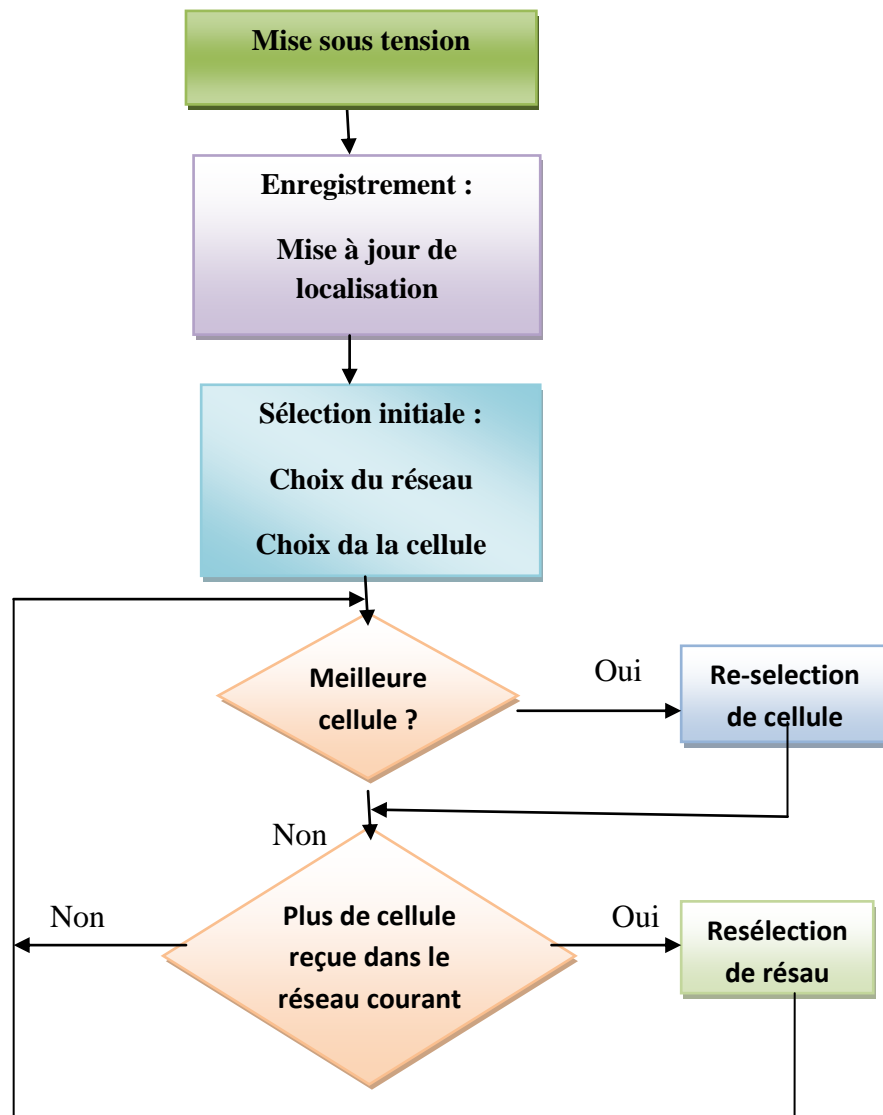 Mise sous tension
Enregistrement :
Mise à jour de
localisation
Sélection initiale :
Choix du réseau
Choix da la cellule
Meilleure
cellule ?
Oui
Re-selection
de cellule
Non
Plus de cellule
reçue dans le
réseau courant
Non
Oui
Resélection
de résau